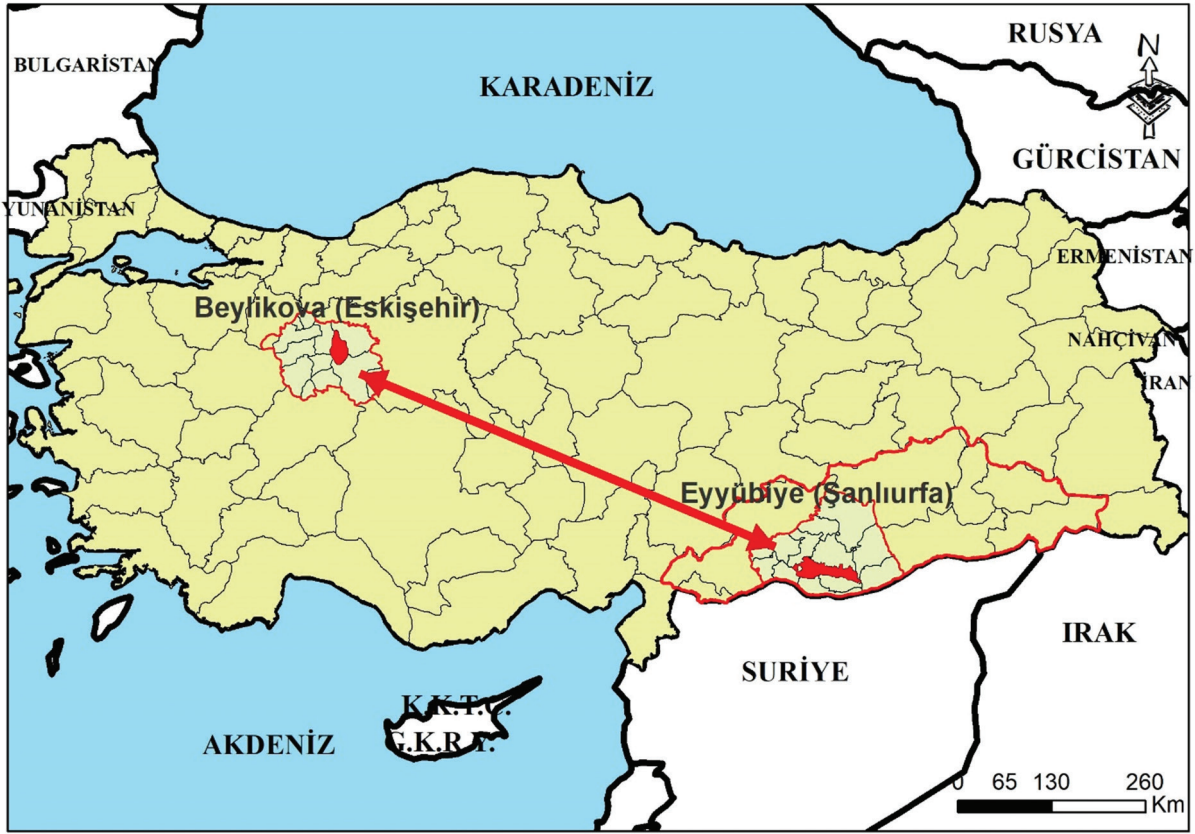 RUSYA
N
BULGARİSTAN
KARADENİZ
GÜRCİSTAN
YUNANİSTAN
ERMENİSTAN
Beylikova (Eskişehir)
NAHÇİVAN
İRAN
Eyyübiye (Şanlıurfa)
IRAK
SURİYE
K.K.T.C.
AKDENİZ
G.K.R.Y.
0 65 130 260
Km